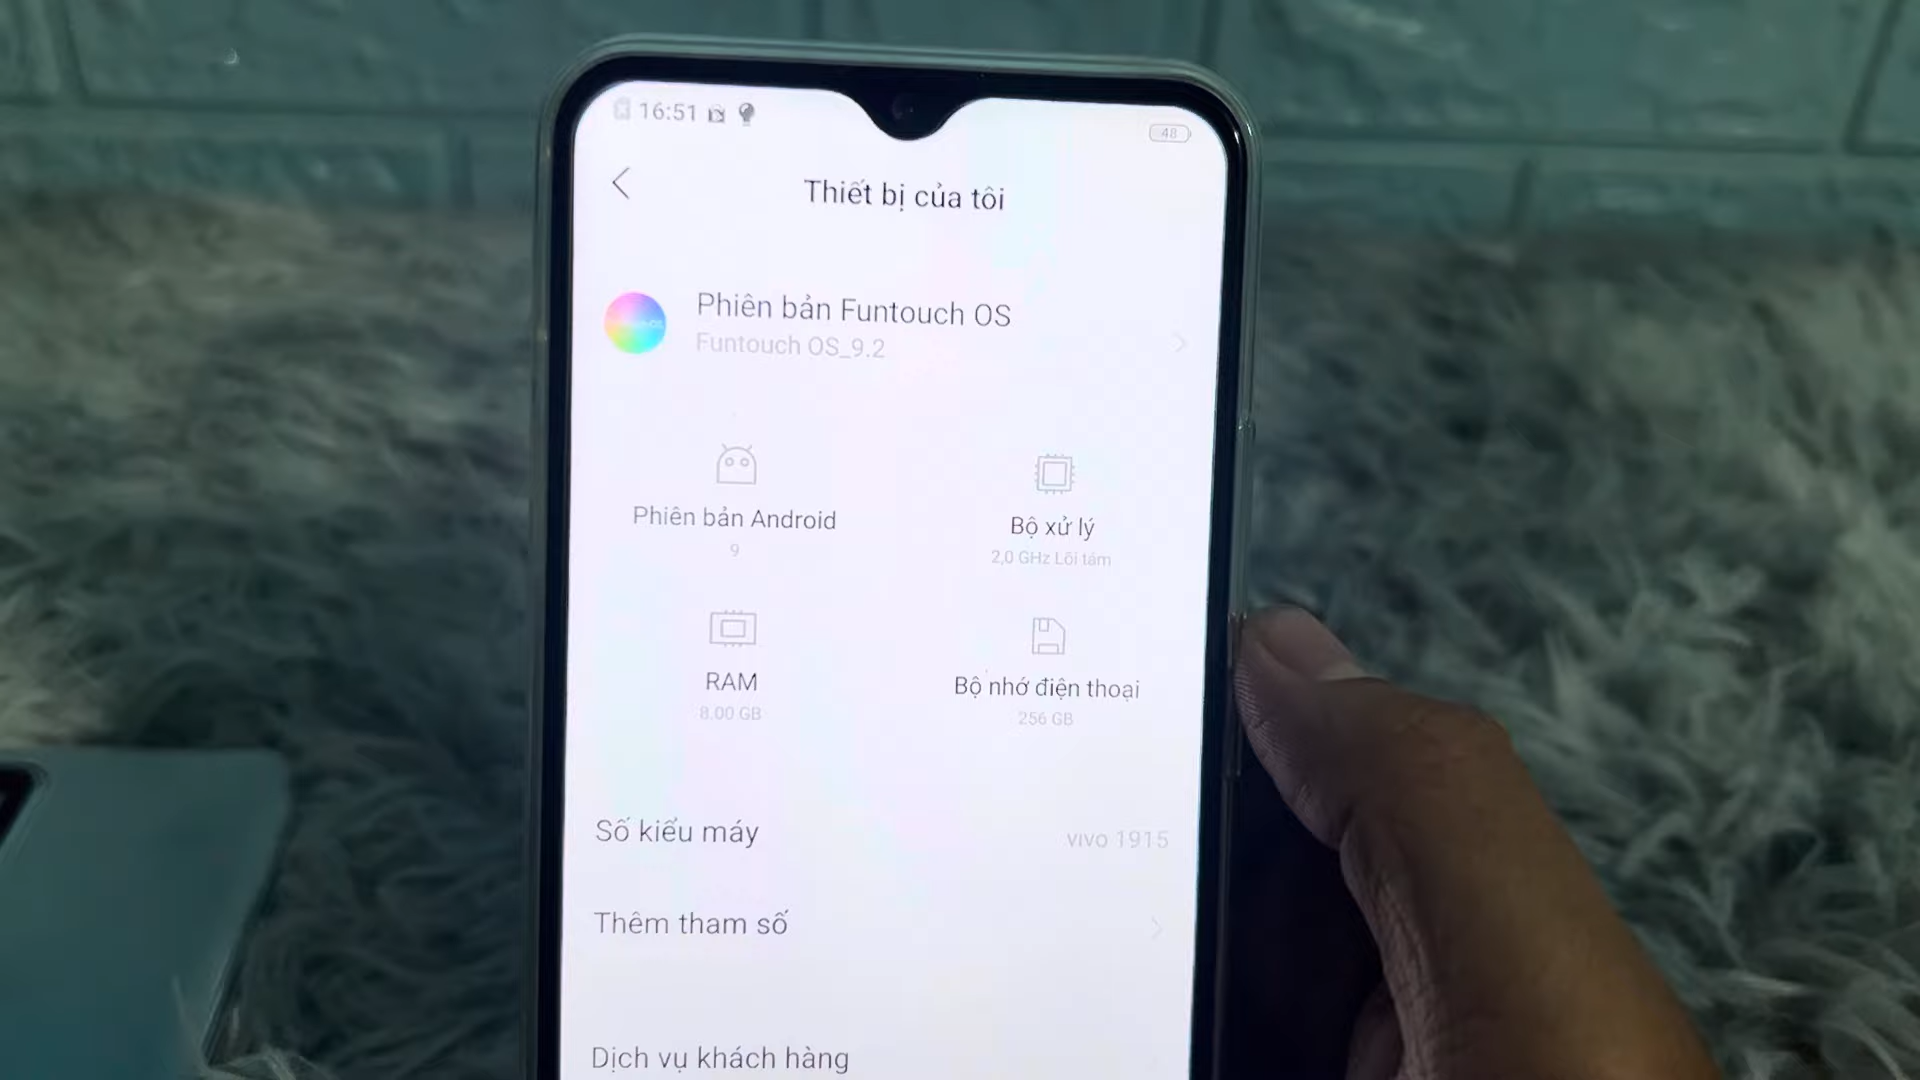 16:51
48
Thiết bị của tôi
Phiên bản Funtouch OS
Funtouch OS_9.2
Phiên bản Android
9
Bộ xử lý
2,0 GHz Lõi tám
RAM
8.00 GB
Bộ nhớ điện thoại
256 GB
Số kiểu máy
vivo 1915
Thêm tham số
Dịch vụ khách hàng